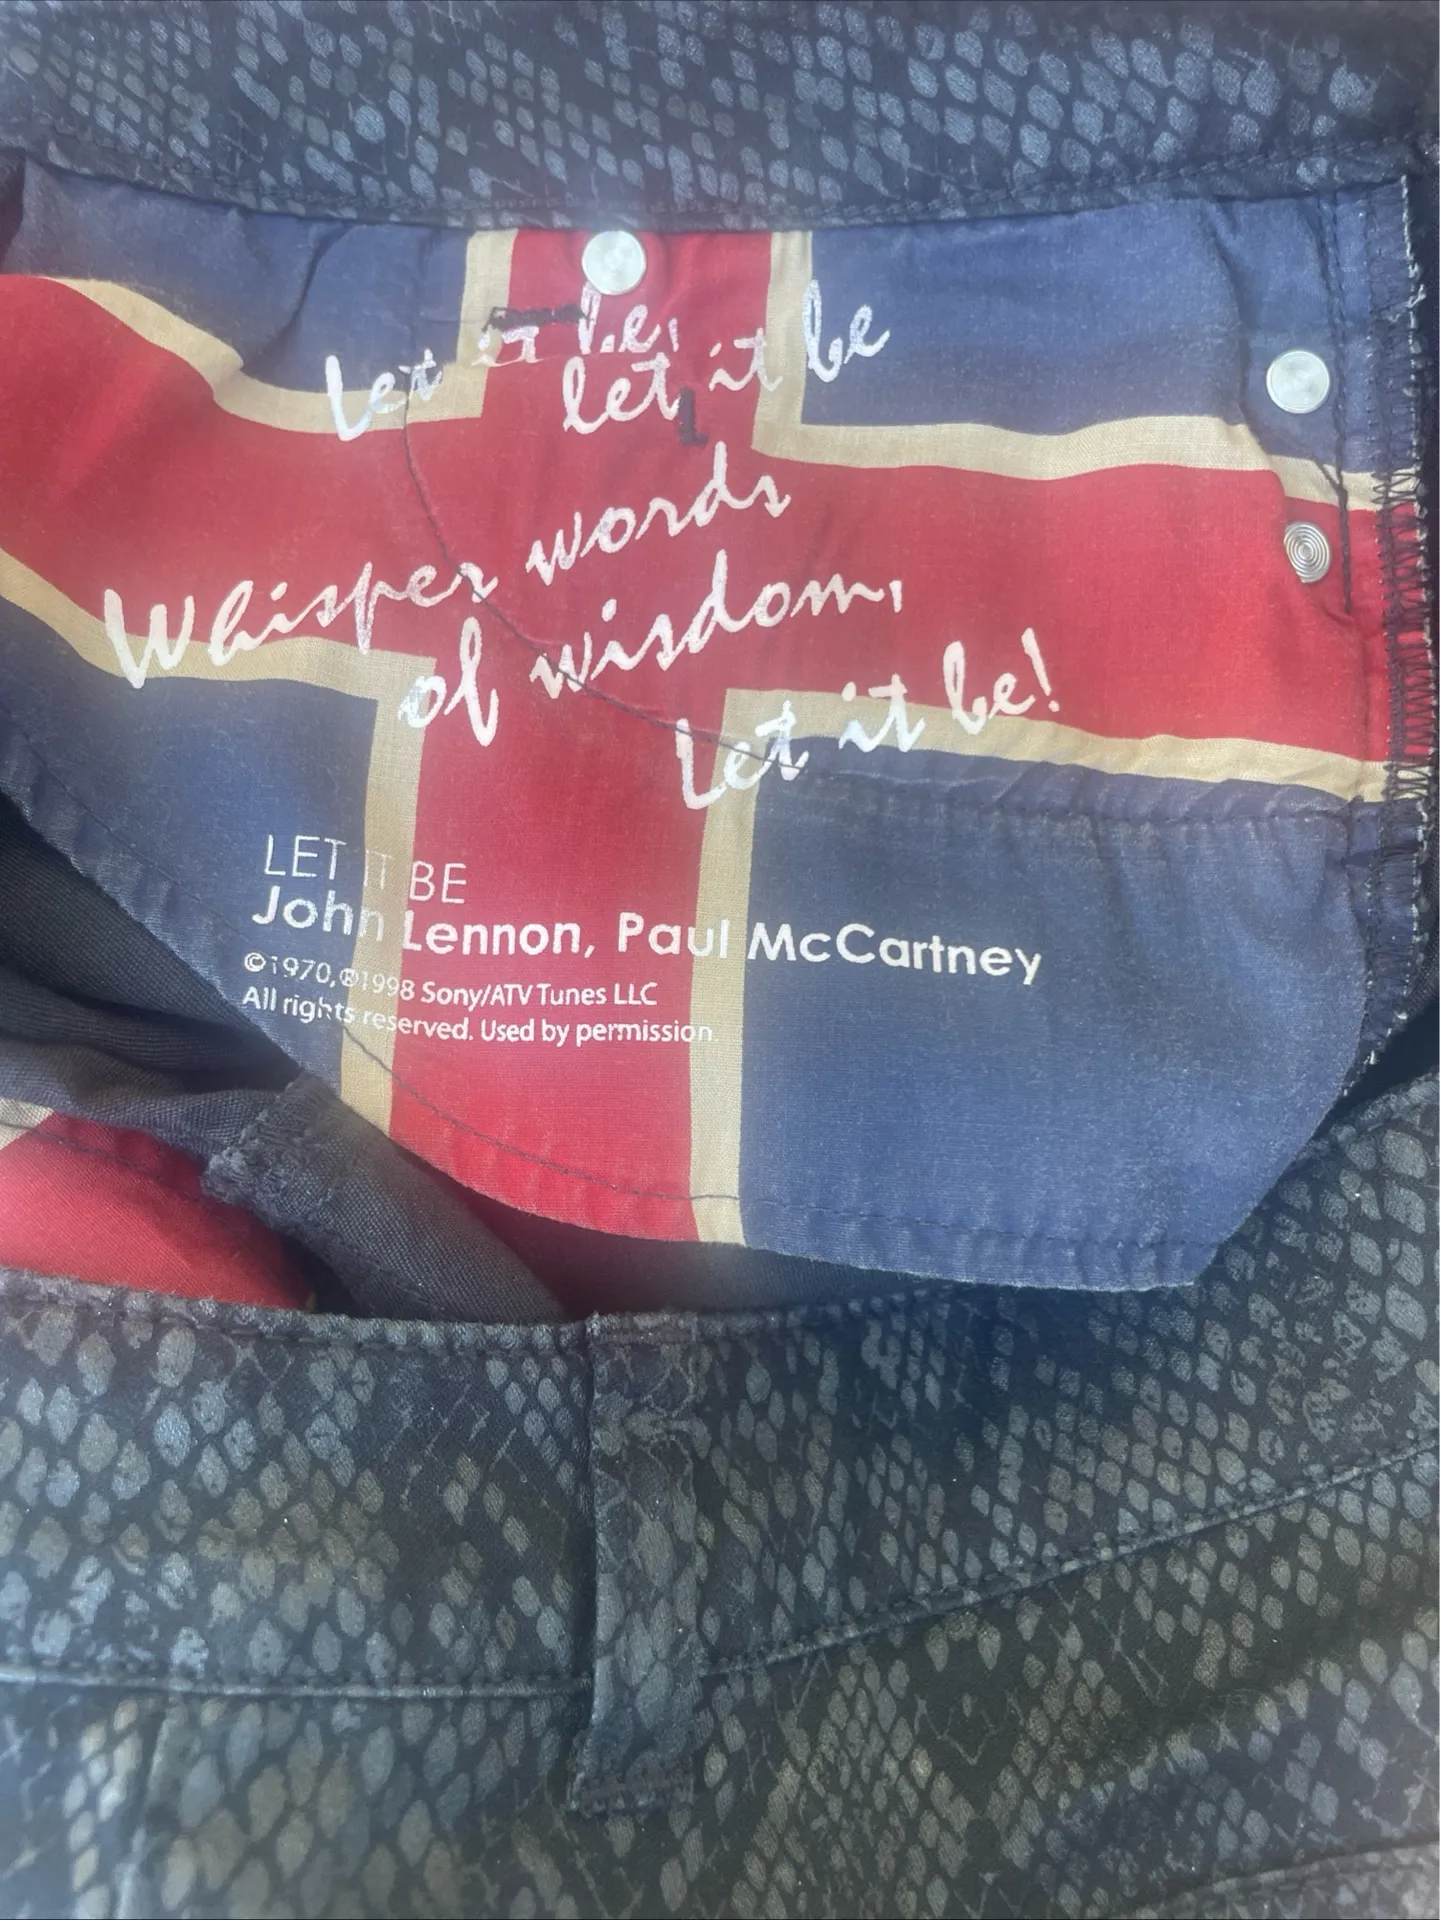 Let it be,
let it be
Whisper words
of wisdom,
Let it be!
LET IT BE
John Lennon, Paul McCartney
©1970,®1998 Sony/ATV Tunes LLC
All rights reserved. Used by permission.